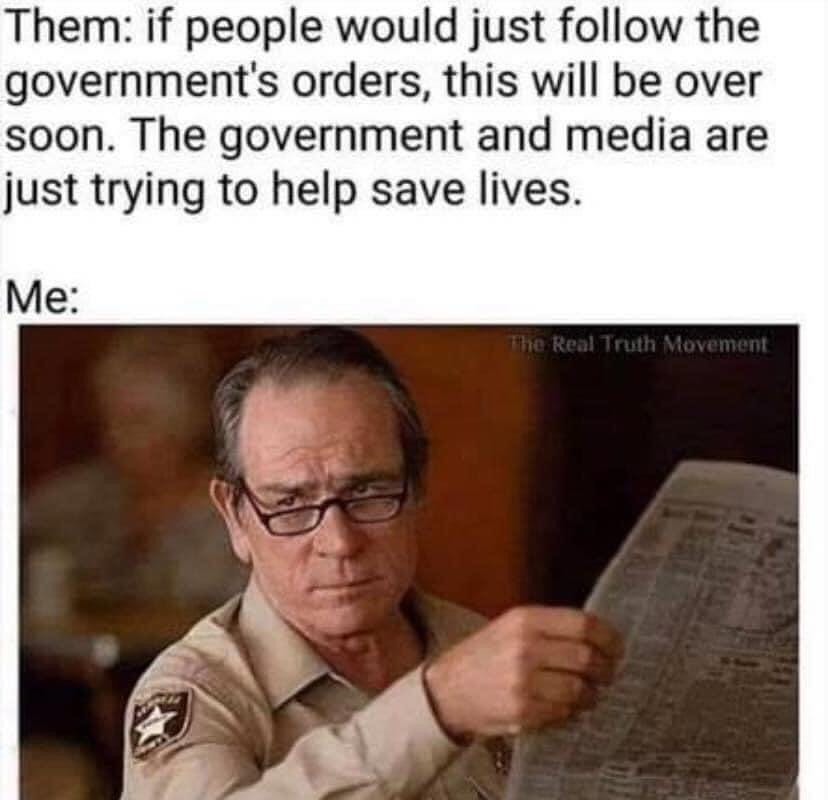 Them: if people would just follow the
government's orders, this will be over
soon. The government and media are
just trying to help save lives.
Me:
The Real Truth Movement